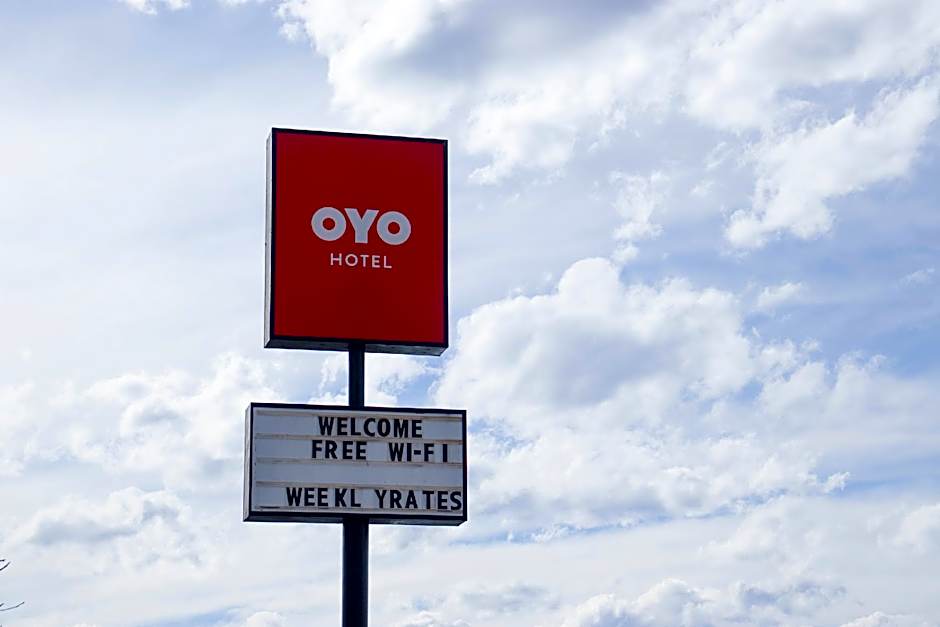 OYO
HOTEL
WELCOME
FREE WI-FI
WEEKL YRATES